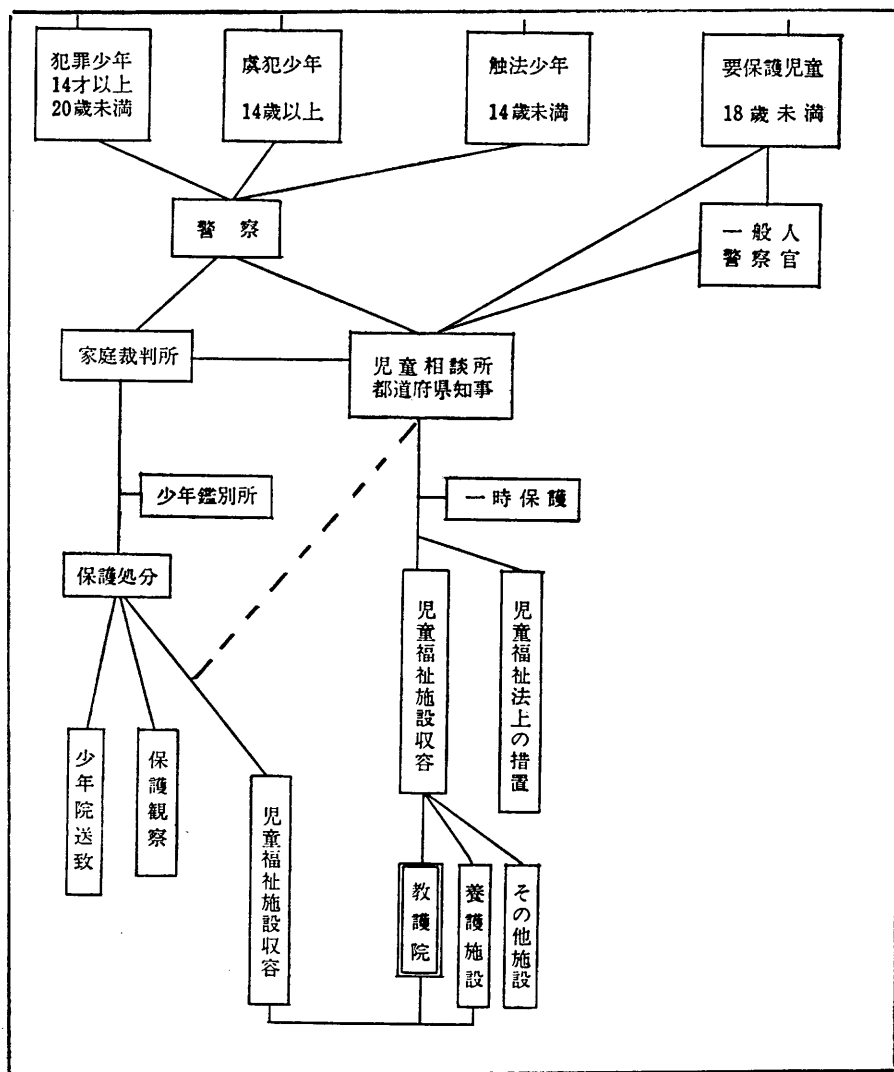 犯罪少年
14才以上
20歳未満
虞犯少年
14歳以上
触法少年
14歳未満
要保護児童
18歳未満
警察
一般人
警察官
家庭裁判所
児童相談所
都道府県知事
少年鑑別所
一時保護
保護処分
児童福祉施設収容
児童福祉法上の措置
少年院送致
保護観察
児童福祉施設収容
教護院
養護施設
その他施設